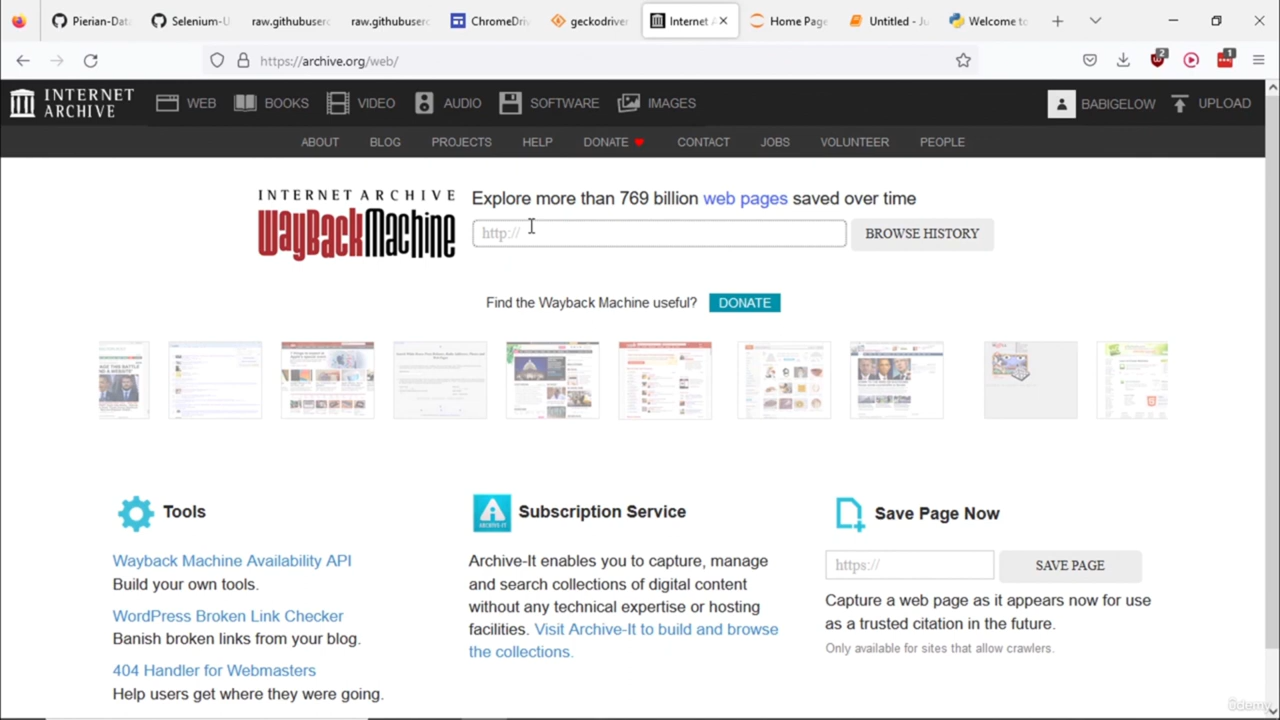 Pierian-Dat
Selenium-U
raw.githubuserc
raw.githubuserc
ChromeDriv
geckodriver
Internet A
Home Page
Untitled - Ju
Welcome to
https://archive.org/web/
2
1
INTERNET ARCHIVE
WEB
BOOKS
VIDEO
AUDIO
SOFTWARE
IMAGES
BABIGELOW
UPLOAD
ABOUT
BLOG
PROJECTS
HELP
DONATE
CONTACT
JOBS
VOLUNTEER
PEOPLE
INTERNET ARCHIVE
WayBackMachine
Explore more than 769 billion web pages saved over time
http://
BROWSE HISTORY
Find the Wayback Machine useful?
DONATE
Tools
Wayback Machine Availability API
Build your own tools.
WordPress Broken Link Checker
Banish broken links from your blog.
404 Handler for Webmasters
Help users get where they were going.
ARCHIVE-IT
Subscription Service
Archive-It enables you to capture, manage
and search collections of digital content
without any technical expertise or hosting
facilities. Visit Archive-It to build and browse
the collections.
Save Page Now
https://
SAVE PAGE
Capture a web page as it appears now for use
as a trusted citation in the future.
Only available for sites that allow crawlers.
ûdemy